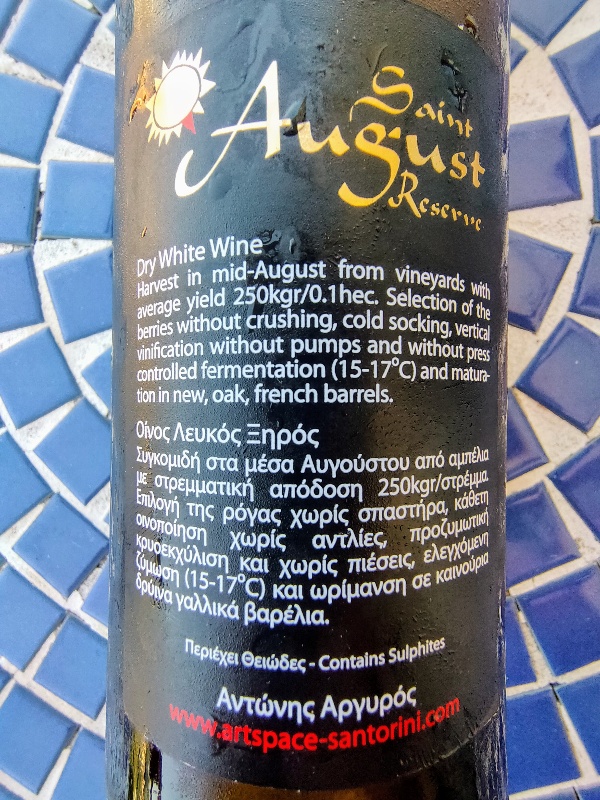 Saint
August
Reserve
Dry White Wine
Harvest in mid-August from vineyards with
average yield 250kgr/0.1hec. Selection of the
berries without crushing, cold socking, vertical
vinification without pumps and without press
controlled fermentation (15-17°C) and matura-
tion in new, oak, french barrels.
Οίνος Λευκός Ξηρός
Συγκομιδή στα μέσα Αυγούστου από αμπέλια
με στρεμματική απόδοση 250kgr/στρέμμα.
Επιλογή της ρόγας χωρίς σπαστήρα, κάθετη
οινοποίηση χωρίς αντλίες, προζυμωτική
κρυοεκχύλιση και χωρίς πιέσεις, ελεγχόμενη
ζύμωση (15-17°C) και ωρίμανση σε καινούρια
δρύινα γαλλικά βαρέλια.
Περιέχει Θειώδες - Contains Sulphites
Αντώνης Αργυρός
www.artspace-santorini.com